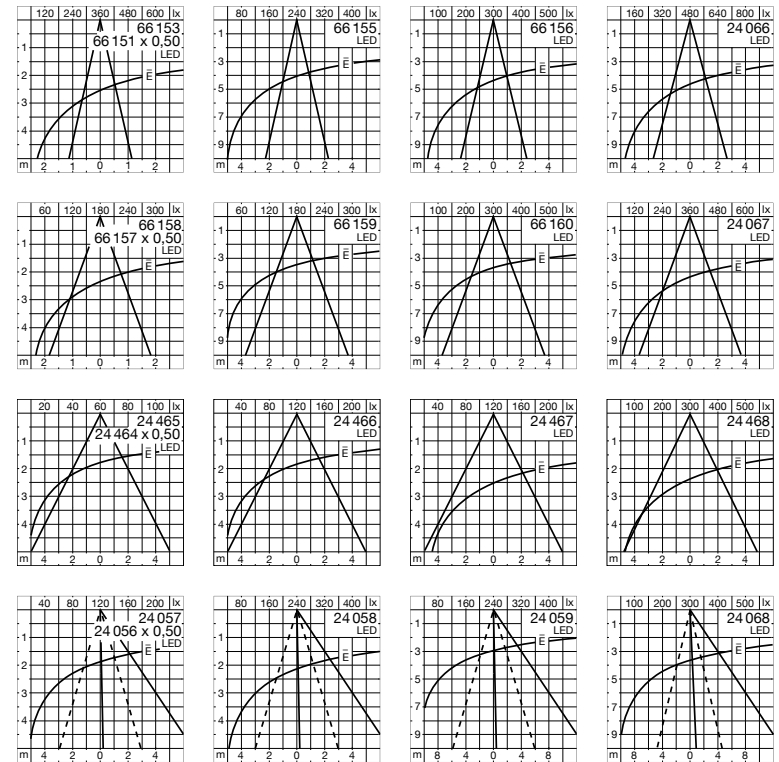 120 240 360 480 600 lx
66 153
66 151 x 0,50
LED
1
2
3
4
Ē
m 2 1 0 1 2
80 160 240 320 400 lx
66 155
LED
1
3
5
7
9
Ē
m 4 2 0 2 4
100 200 300 400 500 lx
66 156
LED
1
3
5
7
9
Ē
m 4 2 0 2 4
160 320 480 640 800 lx
24 066
LED
1
3
5
7
9
Ē
m 4 2 0 2 4
60 120 180 240 300 lx
66 158
66 157 x 0,50
LED
1
2
3
4
Ē
m 2 1 0 1 2
60 120 180 240 300 lx
66 159
LED
1
3
5
7
9
Ē
m 4 2 0 2 4
100 200 300 400 500 lx
66 160
LED
1
3
5
7
9
Ē
m 4 2 0 2 4
120 240 360 480 600 lx
24 067
LED
1
3
5
7
9
Ē
m 4 2 0 2 4
20 40 60 80 100 lx
24 465
24 464 x 0,50
LED
1
2
3
4
Ē
m 4 2 0 2 4
40 80 120 160 200 lx
24 466
LED
1
2
3
4
Ē
m 4 2 0 2 4
40 80 120 160 200 lx
24 467
LED
1
2
3
4
Ē
m 4 2 0 2 4
100 200 300 400 500 lx
24 468
LED
1
2
3
4
Ē
m 4 2 0 2 4
40 80 120 160 200 lx
24 057
24 056 x 0,50
LED
1
2
3
4
Ē
m 4 2 0 2 4
80 160 240 320 400 lx
24 058
LED
1
2
3
4
Ē
m 4 2 0 2 4
80 160 240 320 400 lx
24 059
LED
1
3
5
7
9
Ē
m 8 4 0 4 8
100 200 300 400 500 lx
24 068
LED
1
3
5
7
9
Ē
m 8 4 0 4 8